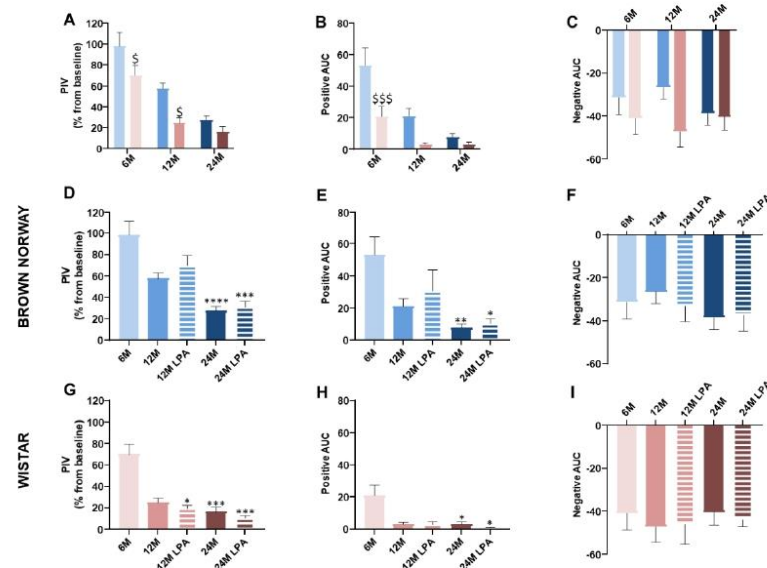 A
PIV
(% from baseline)
120
100
80
60
40
20
0
$
$
6M
12M
24M
B
Positive AUC
80
60
40
20
0
$$$
6M
12M
24M
C
6M
12M
24M
Negative AUC
0
-20
-40
-60
BROWN NORWAY
D
PIV
(% from baseline)
120
100
80
60
40
20
0
**** ***
6M
12M
12M LPA
24M
24M LPA
E
Positive AUC
80
60
40
20
0
** *
6M
12M
12M LPA
24M
24M LPA
F
6M
12M
12M LPA
24M
24M LPA
Negative AUC
0
-20
-40
-60
WISTAR
G
PIV
(% from baseline)
120
100
80
60
40
20
0
* *** ***
6M
12M
12M LPA
24M
24M LPA
H
Positive AUC
80
60
40
20
0
* *
6M
12M
12M LPA
24M
24M LPA
I
6M
12M
12M LPA
24M
24M LPA
Negative AUC
0
-20
-40
-60